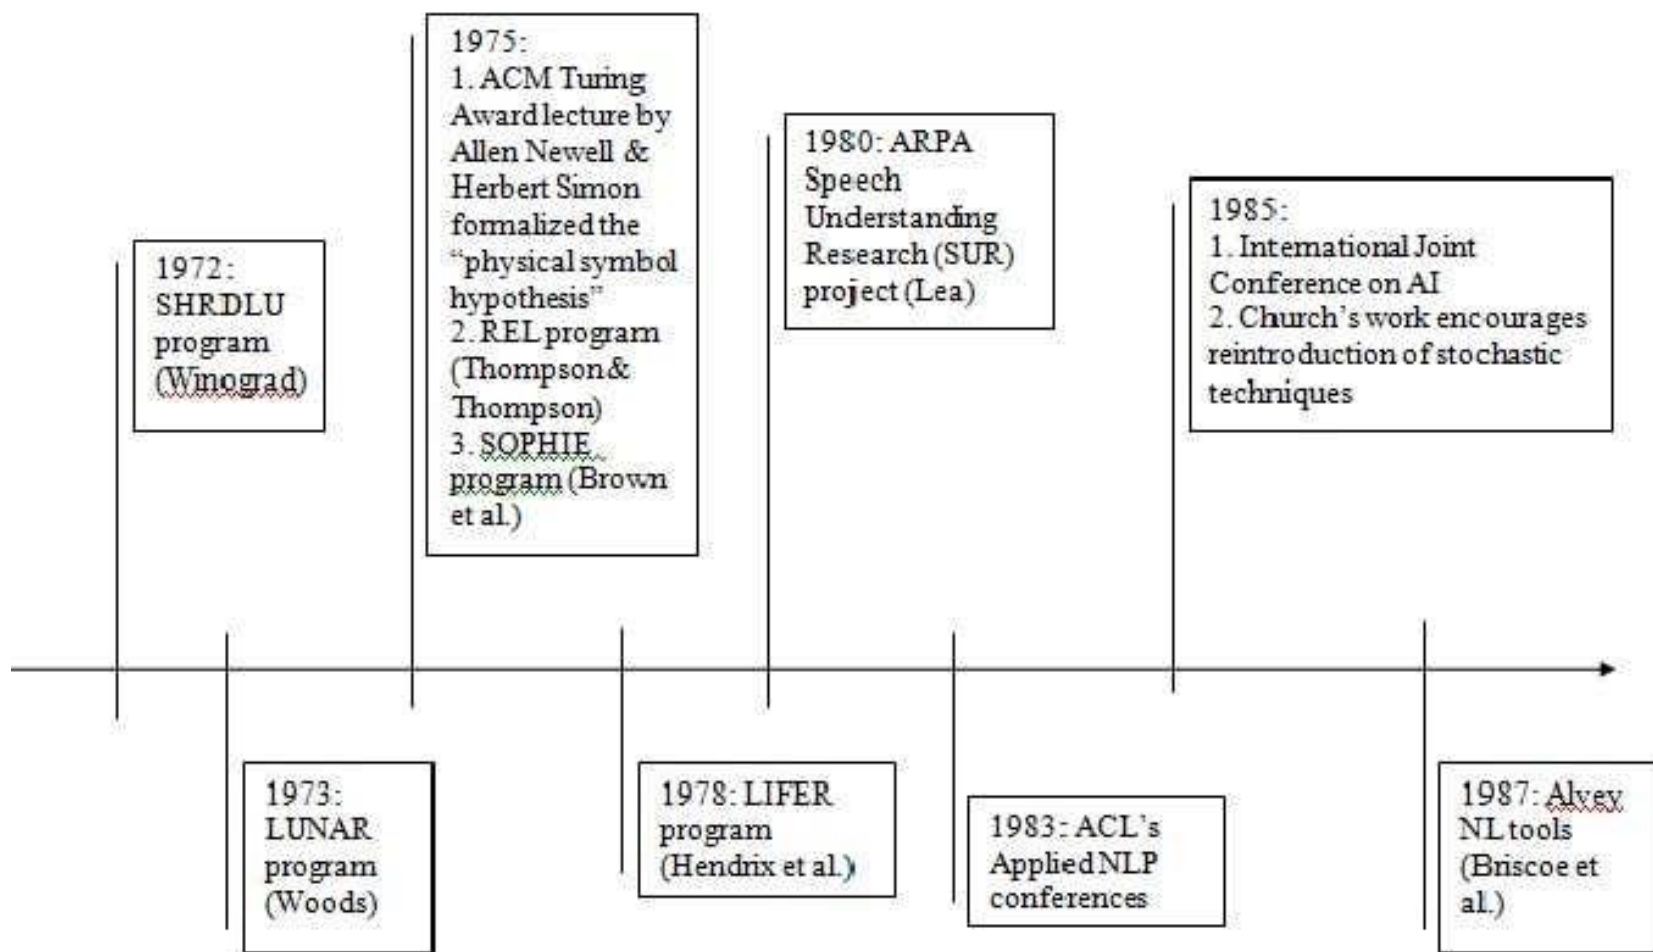 1972:
SHRDLU
program
(Winograd)
1975:
1. ACM Turing
Award lecture by
Allen Newell &
Herbert Simon
formalized the
“physical symbol
hypothesis”
2. REL program
(Thompson &
Thompson)
3. SOPHIE
program (Brown
et al.)
1980: ARPA
Speech
Understanding
Research (SUR)
project (Lea)
1985:
1. International Joint
Conference on AI
2. Church’s work encourages
reintroduction of stochastic
techniques
1973:
LUNAR
program
(Woods)
1978: LIFER
program
(Hendrix et al.)
1983: ACL’s
Applied NLP
conferences
1987: Alvey
NL tools
(Briscoe et
al.)